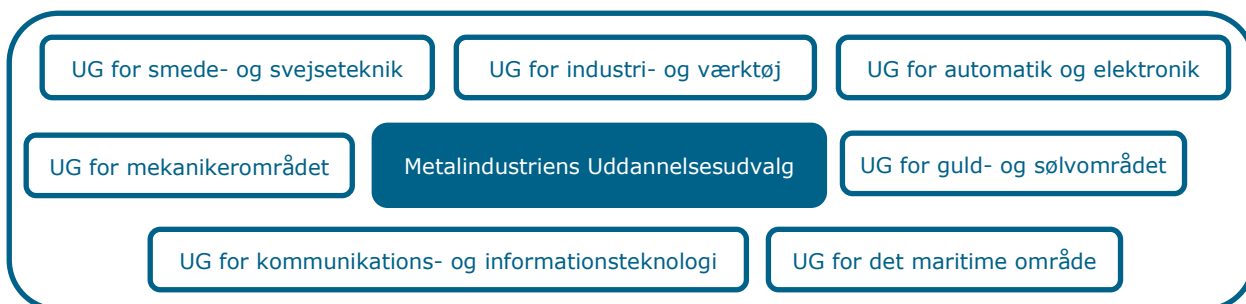 UG for smede- og svejseteknik
UG for industri- og værktøj
UG for automatik og elektronik
UG for mekanikerområdet
Metalindustriens Uddannelsesudvalg
UG for guld- og sølvområdet
UG for kommunikations- og informationsteknologi
UG for det maritime område